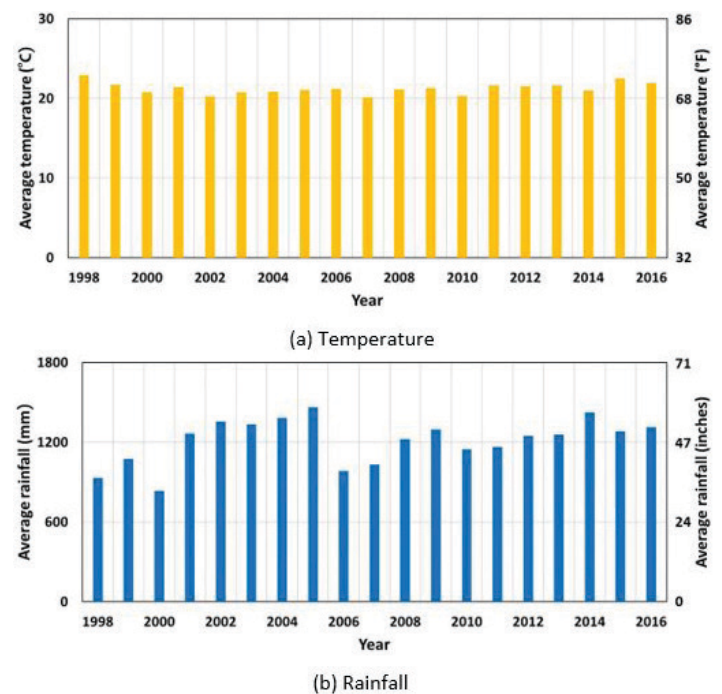 30
20
10
0
Average temperature (°C)
86
68
50
32
Average temperature (°F)
1998 2000 2002 2004 2006 2008 2010 2012 2014 2016
Year
(a) Temperature
1800
1200
600
0
Average rainfall (mm)
71
47
24
0
Average rainfall (inches)
1998 2000 2002 2004 2006 2008 2010 2012 2014 2016
Year
(b) Rainfall